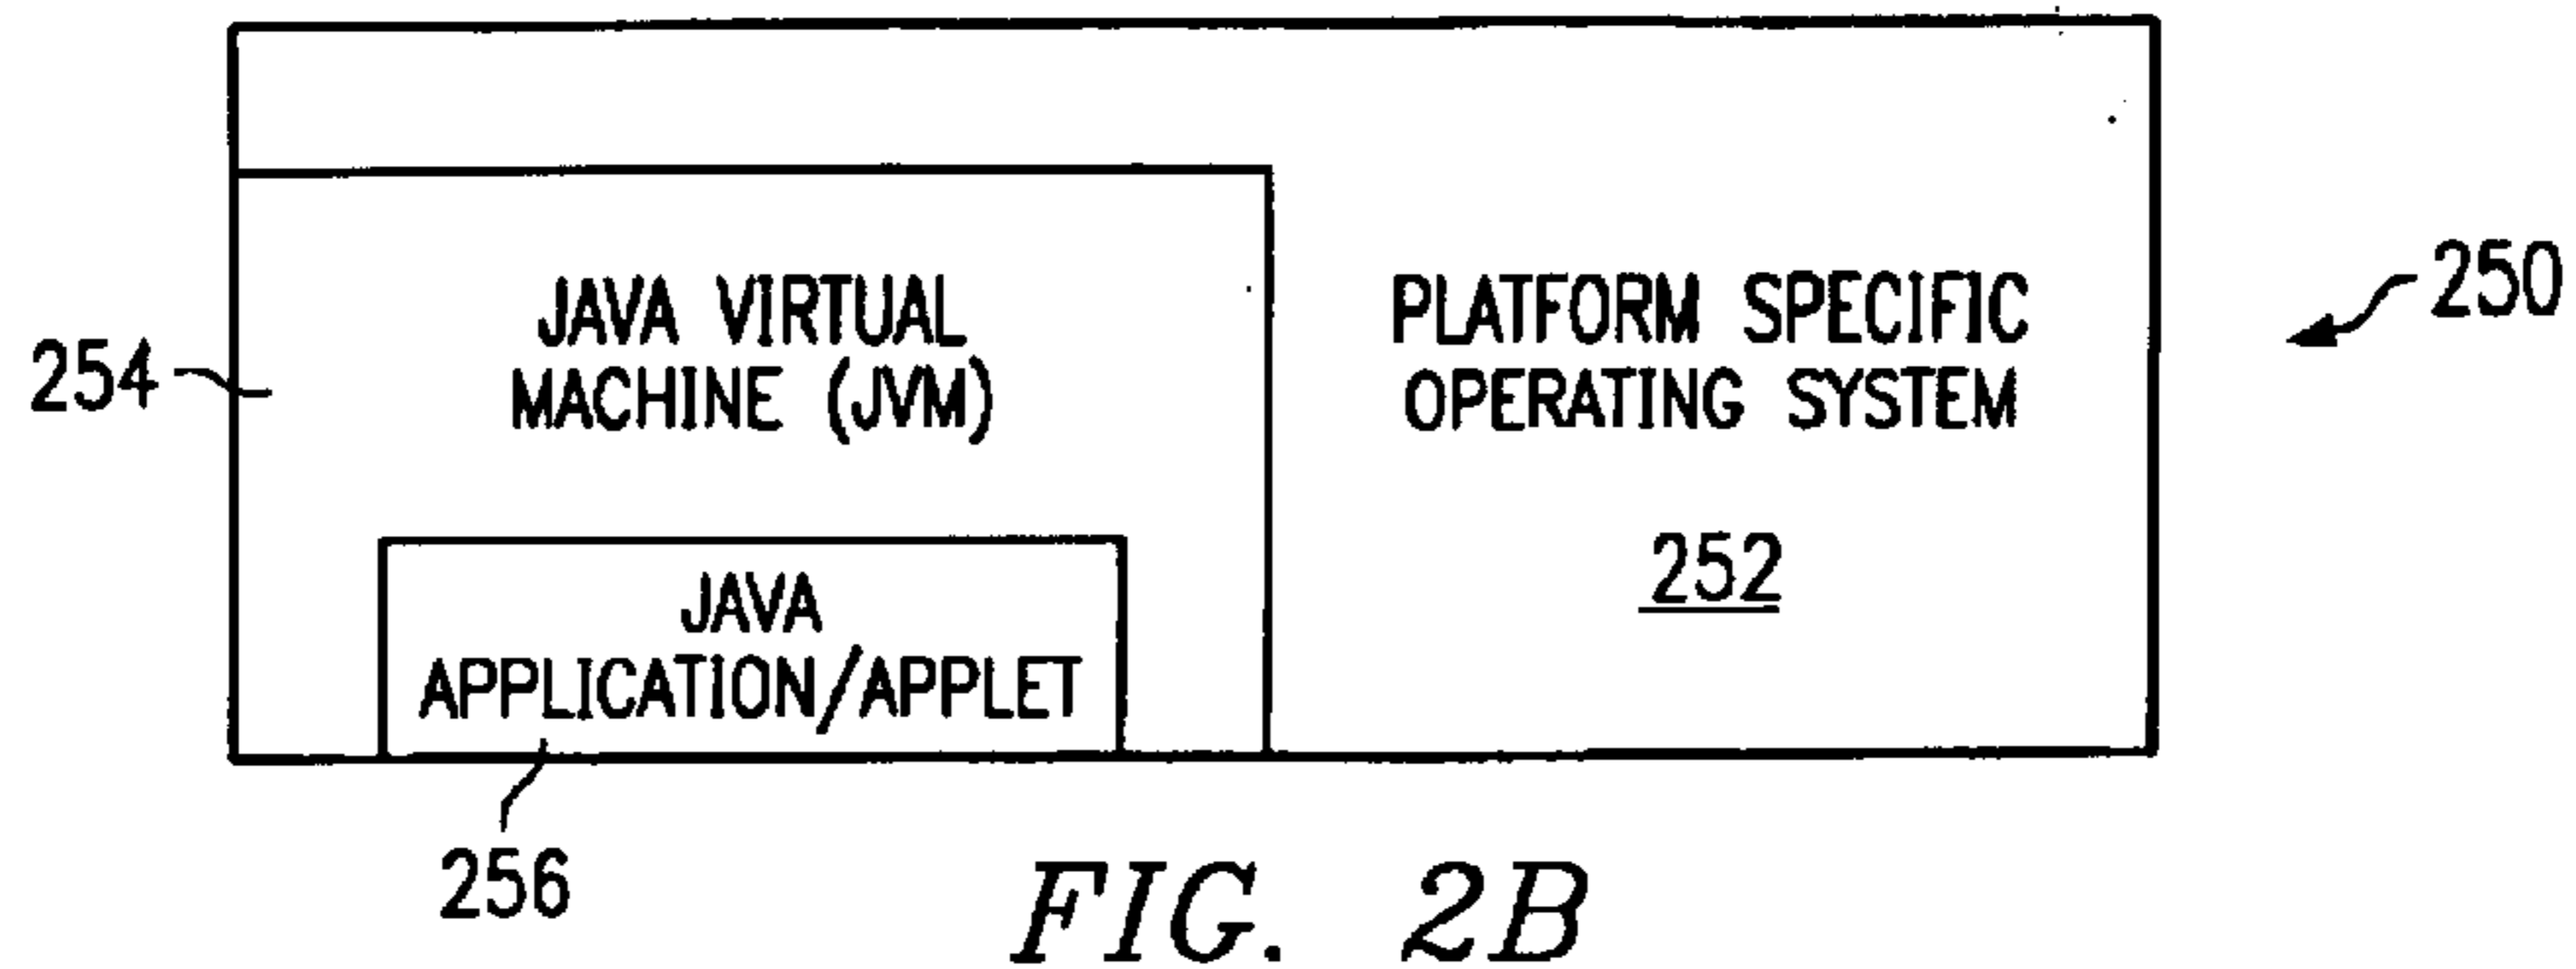 JAVA VIRTUAL
MACHINE (JVM)
PLATFORM SPECIFIC
OPERATING SYSTEM
252
250
254
JAVA
APPLICATION/APPLET
256
FIG. 2B